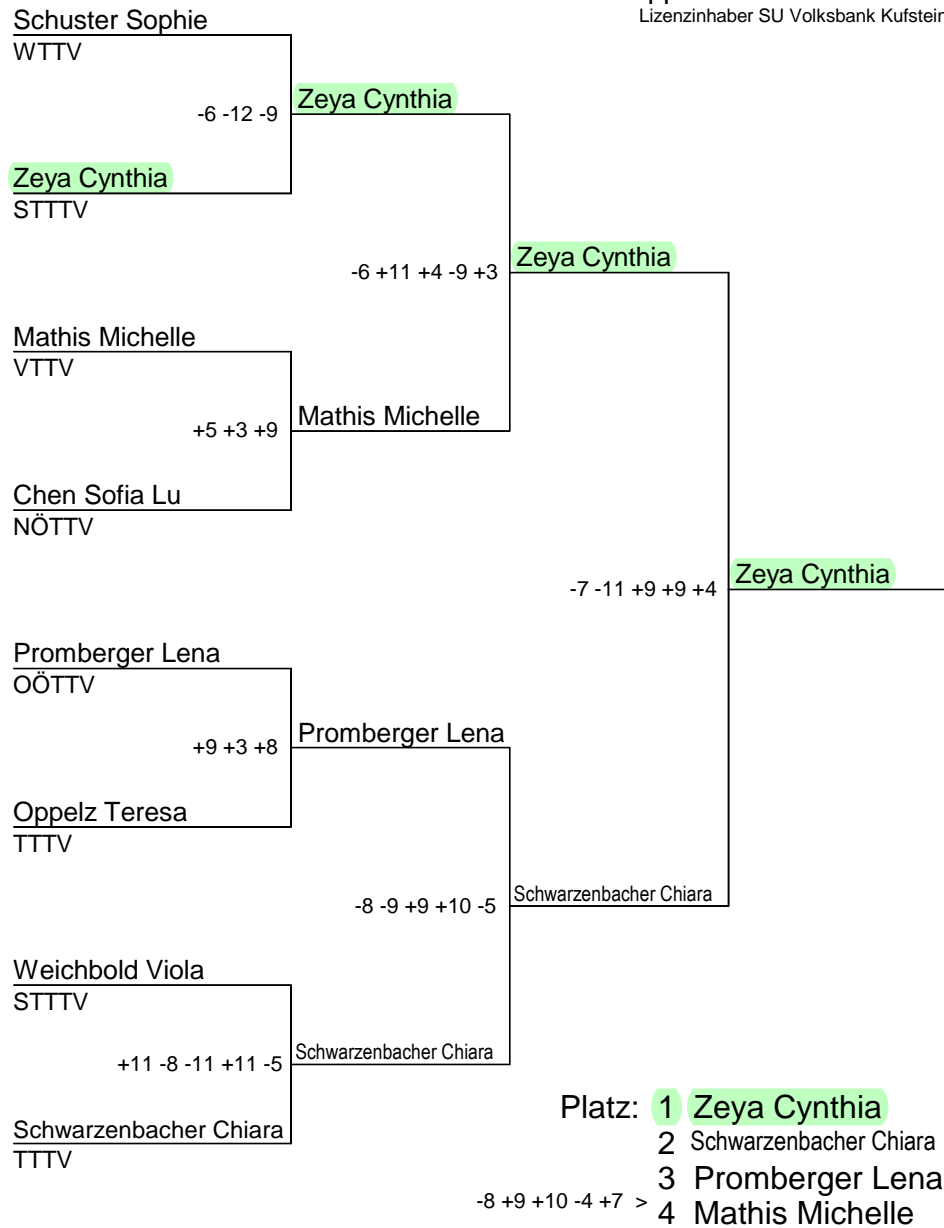 Lizenzinhaber SU Volksbank Kufstein
Schuster Sophie
WTTV
-6 -12 -9
Zeya Cynthia
Zeya Cynthia
STTTV
-6 +11 +4 -9 +3
Zeya Cynthia
Mathis Michelle
VTTV
+5 +3 +9
Mathis Michelle
Chen Sofia Lu
NÖTTV
-7 -11 +9 +9 +4
Zeya Cynthia
Promberger Lena
OÖTTV
+9 +3 +8
Promberger Lena
Oppelz Teresa
TTTV
-8 -9 +9 +10 -5
Schwarzenbacher Chiara
Weichbold Viola
STTTV
+11 -8 -11 +11 -5
Schwarzenbacher Chiara
Schwarzenbacher Chiara
TTTV
Platz: 1 Zeya Cynthia
2 Schwarzenbacher Chiara
3 Promberger Lena
-8 +9 +10 -4 +7 > 4 Mathis Michelle